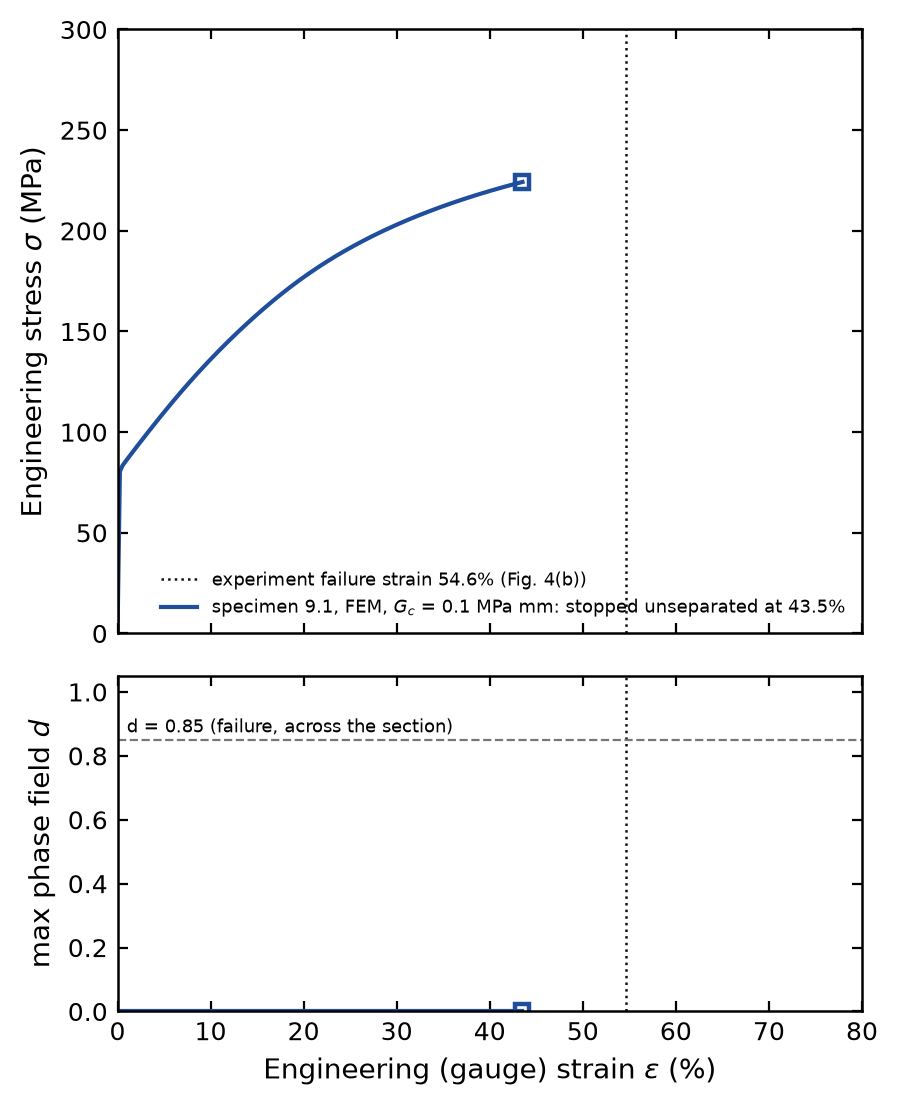 300
250
200
150
100
50
0
Engineering stress σ (MPa)
experiment failure strain 54.6% (Fig. 4(b))
specimen 9.1, FEM, G_c = 0.1 MPa mm: stopped unseparated at 43.5%
1.0
0.8
0.6
0.4
0.2
0.0
max phase field d
d = 0.85 (failure, across the section)
0 10 20 30 40 50 60 70 80
Engineering (gauge) strain ε (%)